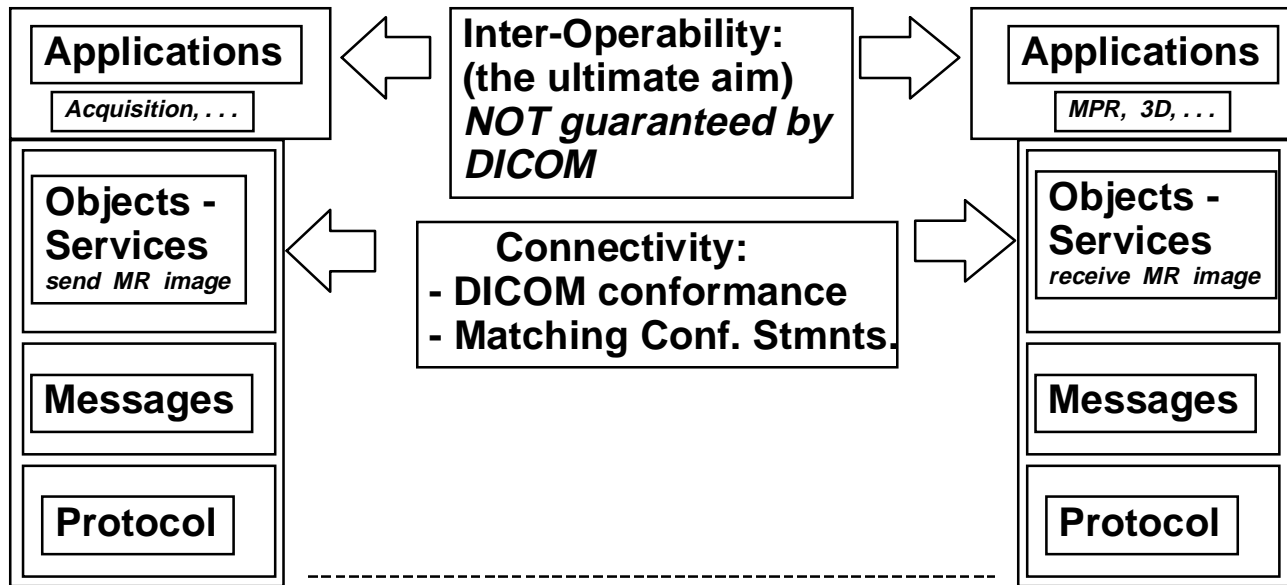 Applications
Acquisition, . . .
Objects -
Services
send MR image
Messages
Protocol
Inter-Operability:
(the ultimate aim)
NOT guaranteed by
DICOM
Connectivity:
- DICOM conformance
- Matching Conf. Stmnts.
Applications
MPR, 3D, . . .
Objects -
Services
receive MR image
Messages
Protocol